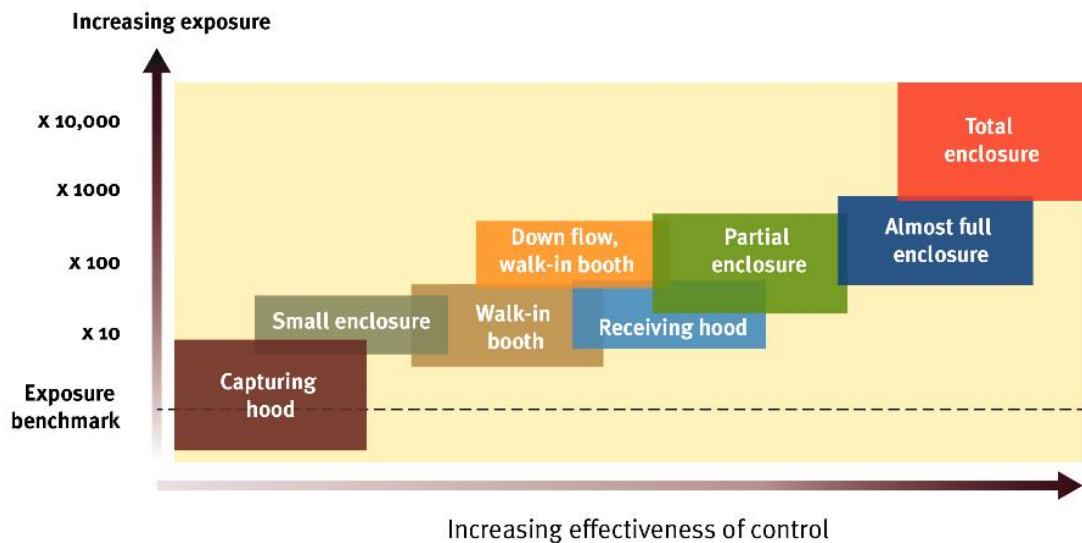 Increasing exposure
X 10,000
X 1000
X 100
X 10
Exposure
benchmark
Total
enclosure
Almost full
enclosure
Down flow,
walk-in booth
Partial
enclosure
Small enclosure
Walk-in
booth
Receiving hood
Capturing
hood
Increasing effectiveness of control